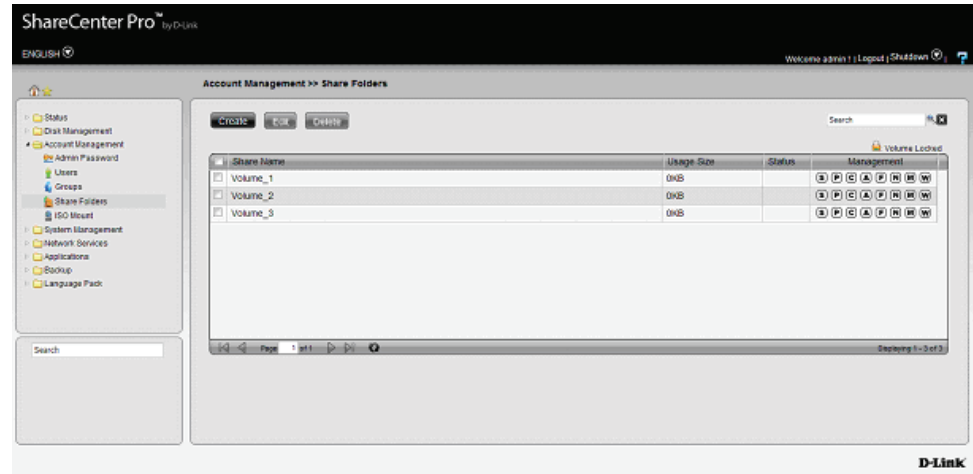 ShareCenter Pro™ by D-Link
ENGLISH
Welcome admin ! | Logout | Shutdown | ?
Account Management >> Share Folders
Status
Disk Management
Account Management
Admin Password
Users
Groups
Share Folders
ISO Mount
System Management
Network Services
Applications
Backup
Language Pack
Search
Create Edit Delete
Search
Volume Locked
Share Name Usage Size Status Management
Volume_1 0KB S P C A F N H W
Volume_2 0KB S P C A F N H W
Volume_3 0KB S P C A F N H W
Page 1 of 1
Displaying 1 - 3 of 3
D-Link